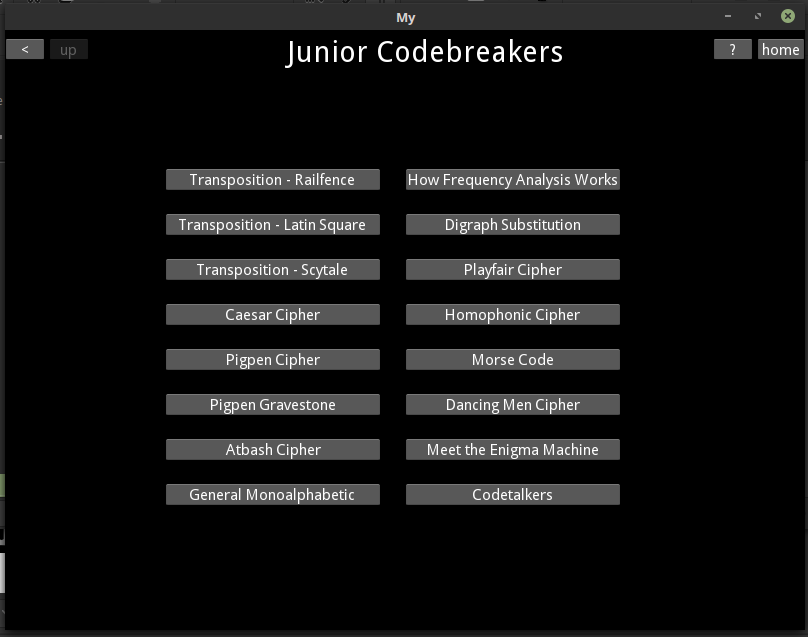 My
<
up
Junior Codebreakers
?
home
Transposition - Railfence
How Frequency Analysis Works
Transposition - Latin Square
Digraph Substitution
Transposition - Scytale
Playfair Cipher
Caesar Cipher
Homophonic Cipher
Pigpen Cipher
Morse Code
Pigpen Gravestone
Dancing Men Cipher
Atbash Cipher
Meet the Enigma Machine
General Monoalphabetic
Codetalkers